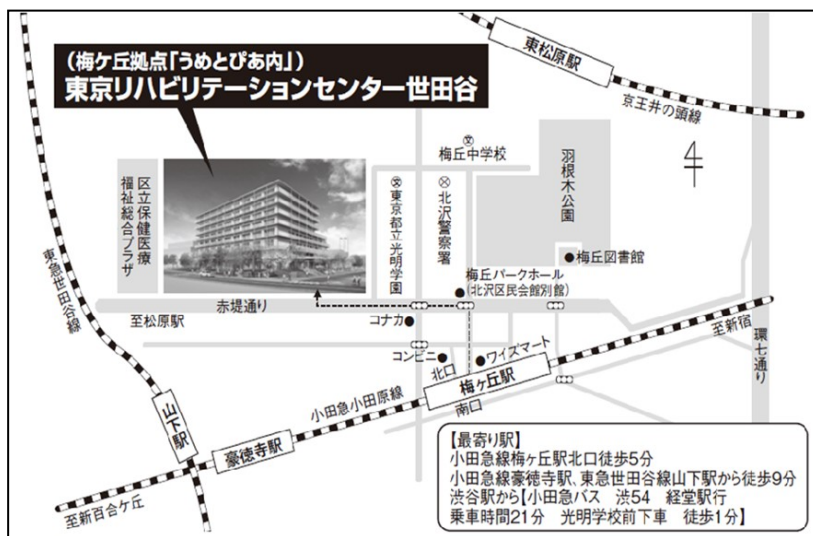 （梅ケ丘拠点「うめとぴあ内」）
東京リハビリテーションセンター世田谷
東松原駅
京王井の頭線
梅丘中学校
羽根木公園
区立保健医療
福祉総合プラザ
東京都立光明学園
北沢警察署
梅丘図書館
梅丘パークホール
（北沢区民会館別館）
東急世田谷線
赤堤通り
至松原駅
コナカ
コンビニ
北口
ワイズマート
梅ヶ丘駅
南口
至新宿
環七通り
山下駅
豪徳寺駅
小田急小田原線
至新百合ケ丘
【最寄り駅】
小田急線梅ヶ丘駅北口徒歩5分
小田急線豪徳寺駅、東急世田谷線山下駅から徒歩9分
渋谷駅から【小田急バス　渋54　経堂駅行
乗車時間21分　光明学校前下車　徒歩1分】